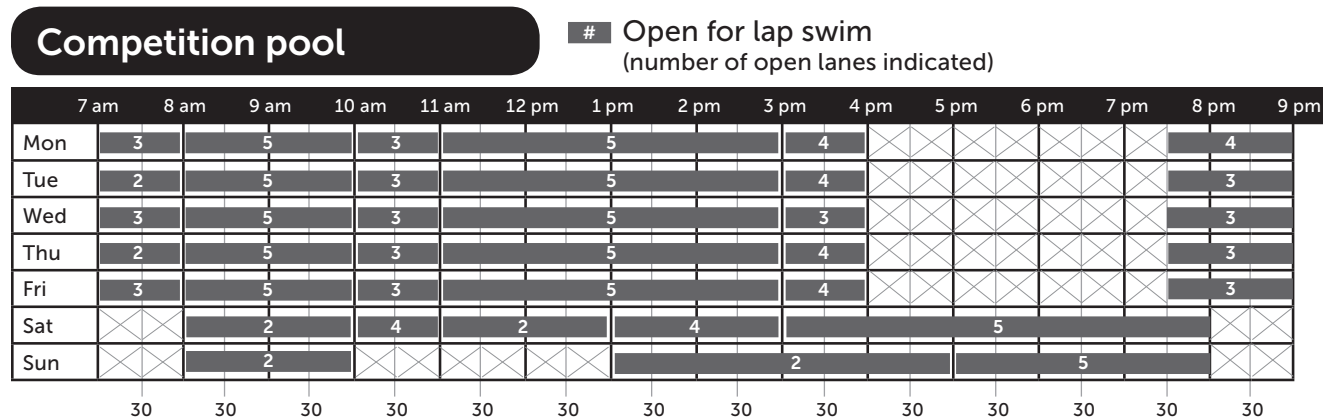 Competition pool
# Open for lap swim
(number of open lanes indicated)
7 am 8 am 9 am 10 am 11 am 12 pm 1 pm 2 pm 3 pm 4 pm 5 pm 6 pm 7 pm 8 pm 9 pm
Mon 3 5 3 5 4 4
Tue 2 5 3 5 4 3
Wed 3 5 3 5 3 3
Thu 2 5 3 5 4 3
Fri 3 5 3 5 4 3
Sat 2 4 2 4 5
Sun 2 2 5
30 30 30 30 30 30 30 30 30 30 30 30 30 30